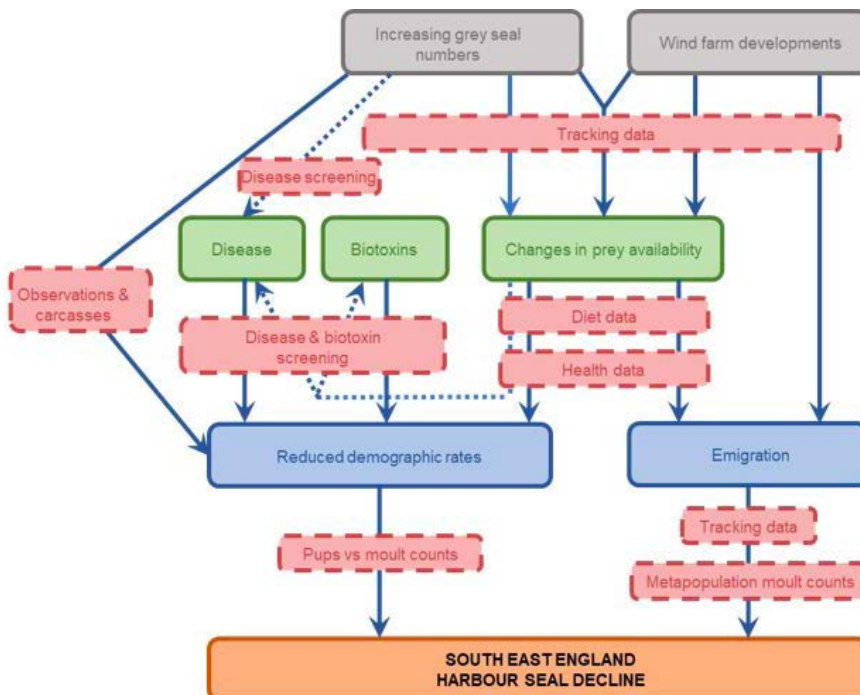 Increasing grey seal
numbers
Wind farm developments
Tracking data
Disease screening
Disease
Biotoxins
Changes in prey availability
Observations &
carcasses
Disease & biotoxin
screening
Diet data
Health data
Reduced demographic rates
Emigration
Tracking data
Pups vs moult counts
Metapopulation moult counts
SOUTH EAST ENGLAND
HARBOUR SEAL DECLINE